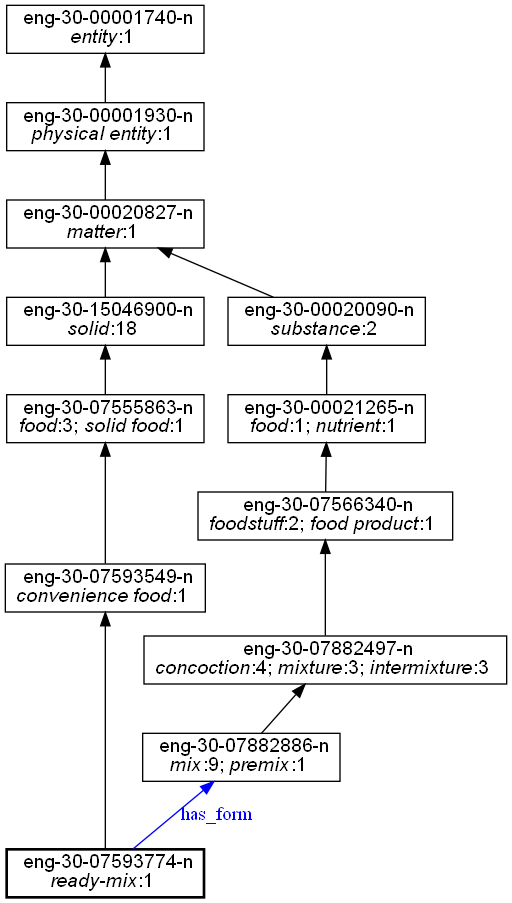 eng-30-00001740-n
entity:1
eng-30-00001930-n
physical entity:1
eng-30-00020827-n
matter:1
eng-30-15046900-n
solid:18
eng-30-00020090-n
substance:2
eng-30-07555863-n
food:3; solid food:1
eng-30-00021265-n
food:1; nutrient:1
eng-30-07566340-n
foodstuff:2; food product:1
eng-30-07593549-n
convenience food:1
eng-30-07882497-n
concoction:4; mixture:3; intermixture:3
eng-30-07882886-n
mix:9; premix:1
has_form
eng-30-07593774-n
ready-mix:1